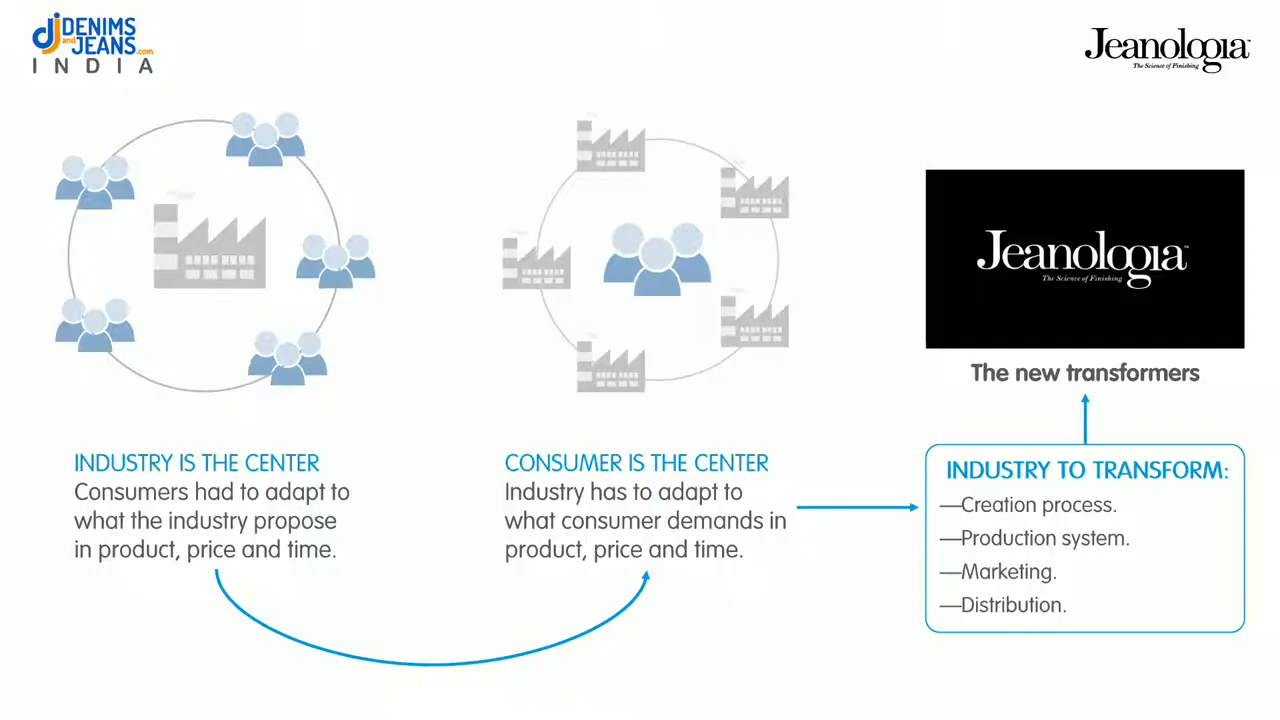 DENIMS
and JEANS.com
INDIA
Jeanologia™
The Science of Finishing
Jeanologia™
The Science of Finishing
The new transformers
INDUSTRY IS THE CENTER
Consumers had to adapt to
what the industry propose
in product, price and time.
CONSUMER IS THE CENTER
Industry has to adapt to
what consumer demands in
product, price and time.
INDUSTRY TO TRANSFORM:
—Creation process.
—Production system.
—Marketing.
—Distribution.